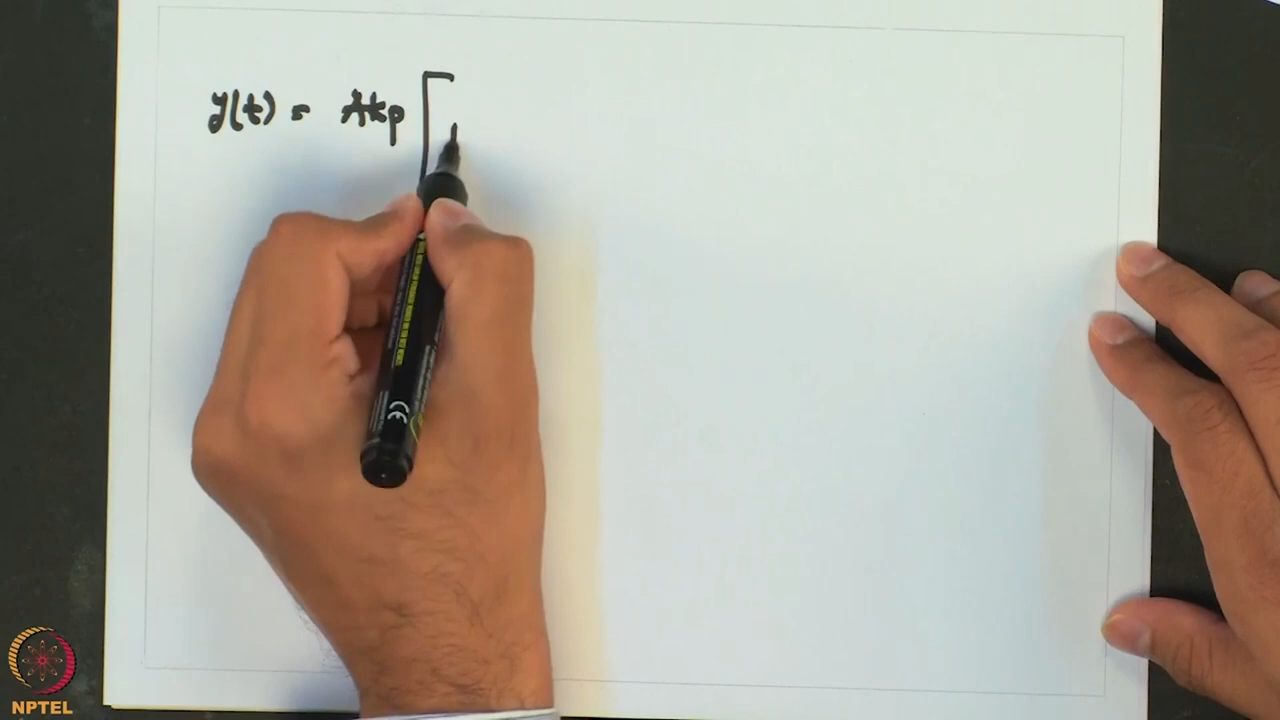 y(t) = Akp [
NPTEL